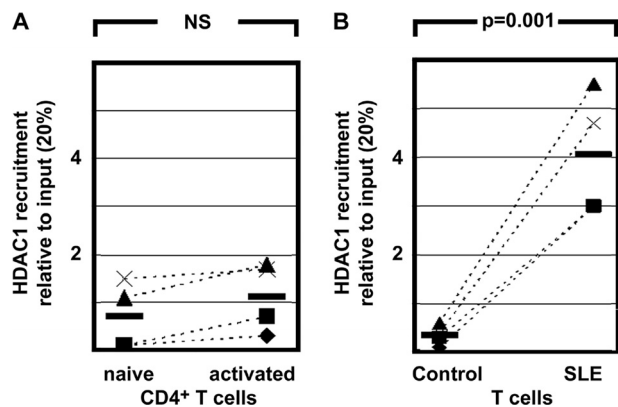 A
NS
HDAC1 recruitment
relative to input (20%)
4
2
naive
activated
CD4⁺ T cells
B
p=0.001
HDAC1 recruitment
relative to input (20%)
4
2
Control
SLE
T cells